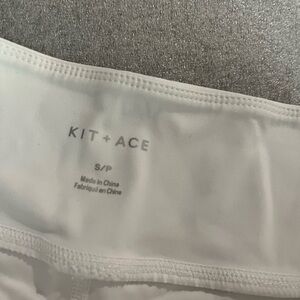 KIT + ACE
S/P
Made in China
Fabriqué en Chine